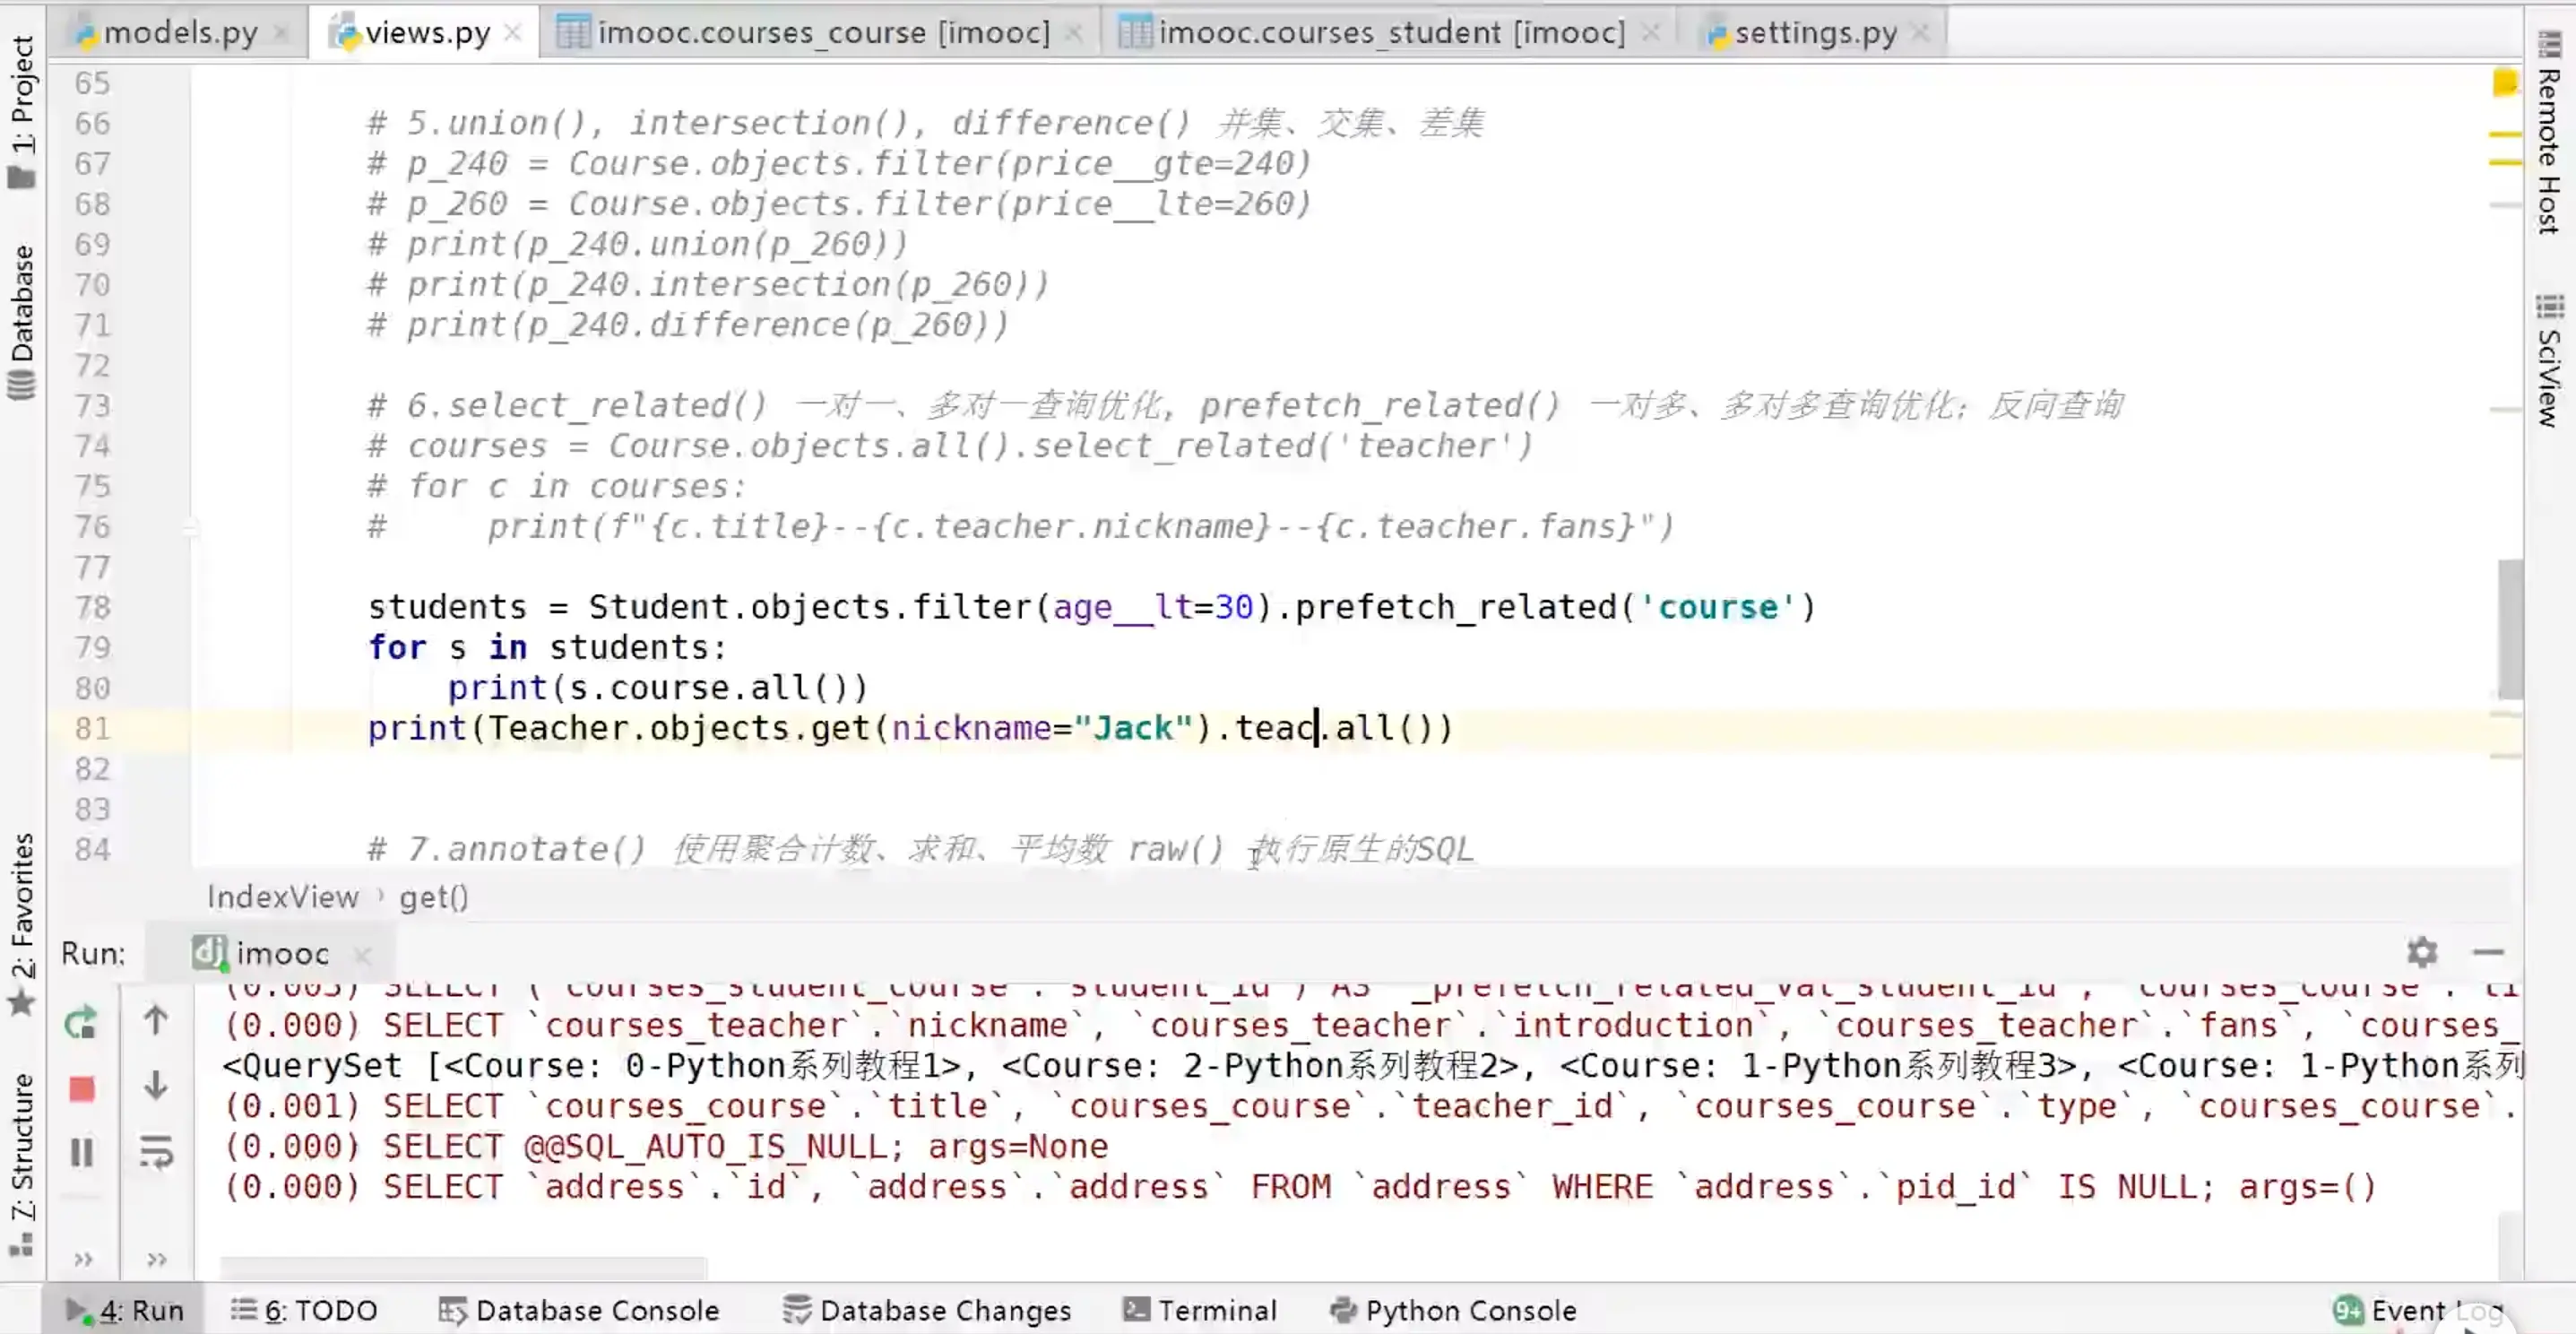 models.py
views.py
imooc.courses_course [imooc]
imooc.courses_student [imooc]
settings.py
1: Project
Database
2: Favorites
Z: Structure
Remote Host
SciView
65
66 # 5.union(), intersection(), difference() 并集、交集、差集
67 # p_240 = Course.objects.filter(price__gte=240)
68 # p_260 = Course.objects.filter(price__lte=260)
69 # print(p_240.union(p_260))
70 # print(p_240.intersection(p_260))
71 # print(p_240.difference(p_260))
72
73 # 6.select_related() 一对一、多对一查询优化, prefetch_related() 一对多、多对多查询优化；反向查询
74 # courses = Course.objects.all().select_related('teacher')
75 # for c in courses:
76 #     print(f"{c.title}--{c.teacher.nickname}--{c.teacher.fans}")
77
78 students = Student.objects.filter(age__lt=30).prefetch_related('course')
79 for s in students:
80     print(s.course.all())
81 print(Teacher.objects.get(nickname="Jack").teac.all())
82
83
84 # 7.annotate() 使用聚合计数、求和、平均数 raw() 执行原生的SQL
IndexView › get()
Run: imooc
(0.003) SELECT (`courses_student_course`.`student_id`) AS `_prefetch_related_val_student_id`, `courses_course`.`ti
(0.000) SELECT `courses_teacher`.`nickname`, `courses_teacher`.`introduction`, `courses_teacher`.`fans`, `courses_
<QuerySet [<Course: 0-Python系列教程1>, <Course: 2-Python系列教程2>, <Course: 1-Python系列教程3>, <Course: 1-Python系列
(0.001) SELECT `courses_course`.`title`, `courses_course`.`teacher_id`, `courses_course`.`type`, `courses_course`.
(0.000) SELECT @@SQL_AUTO_IS_NULL; args=None
(0.000) SELECT `address`.`id`, `address`.`address` FROM `address` WHERE `address`.`pid_id` IS NULL; args=()
4: Run
6: TODO
Database Console
Database Changes
Terminal
Python Console
9+ Event Log